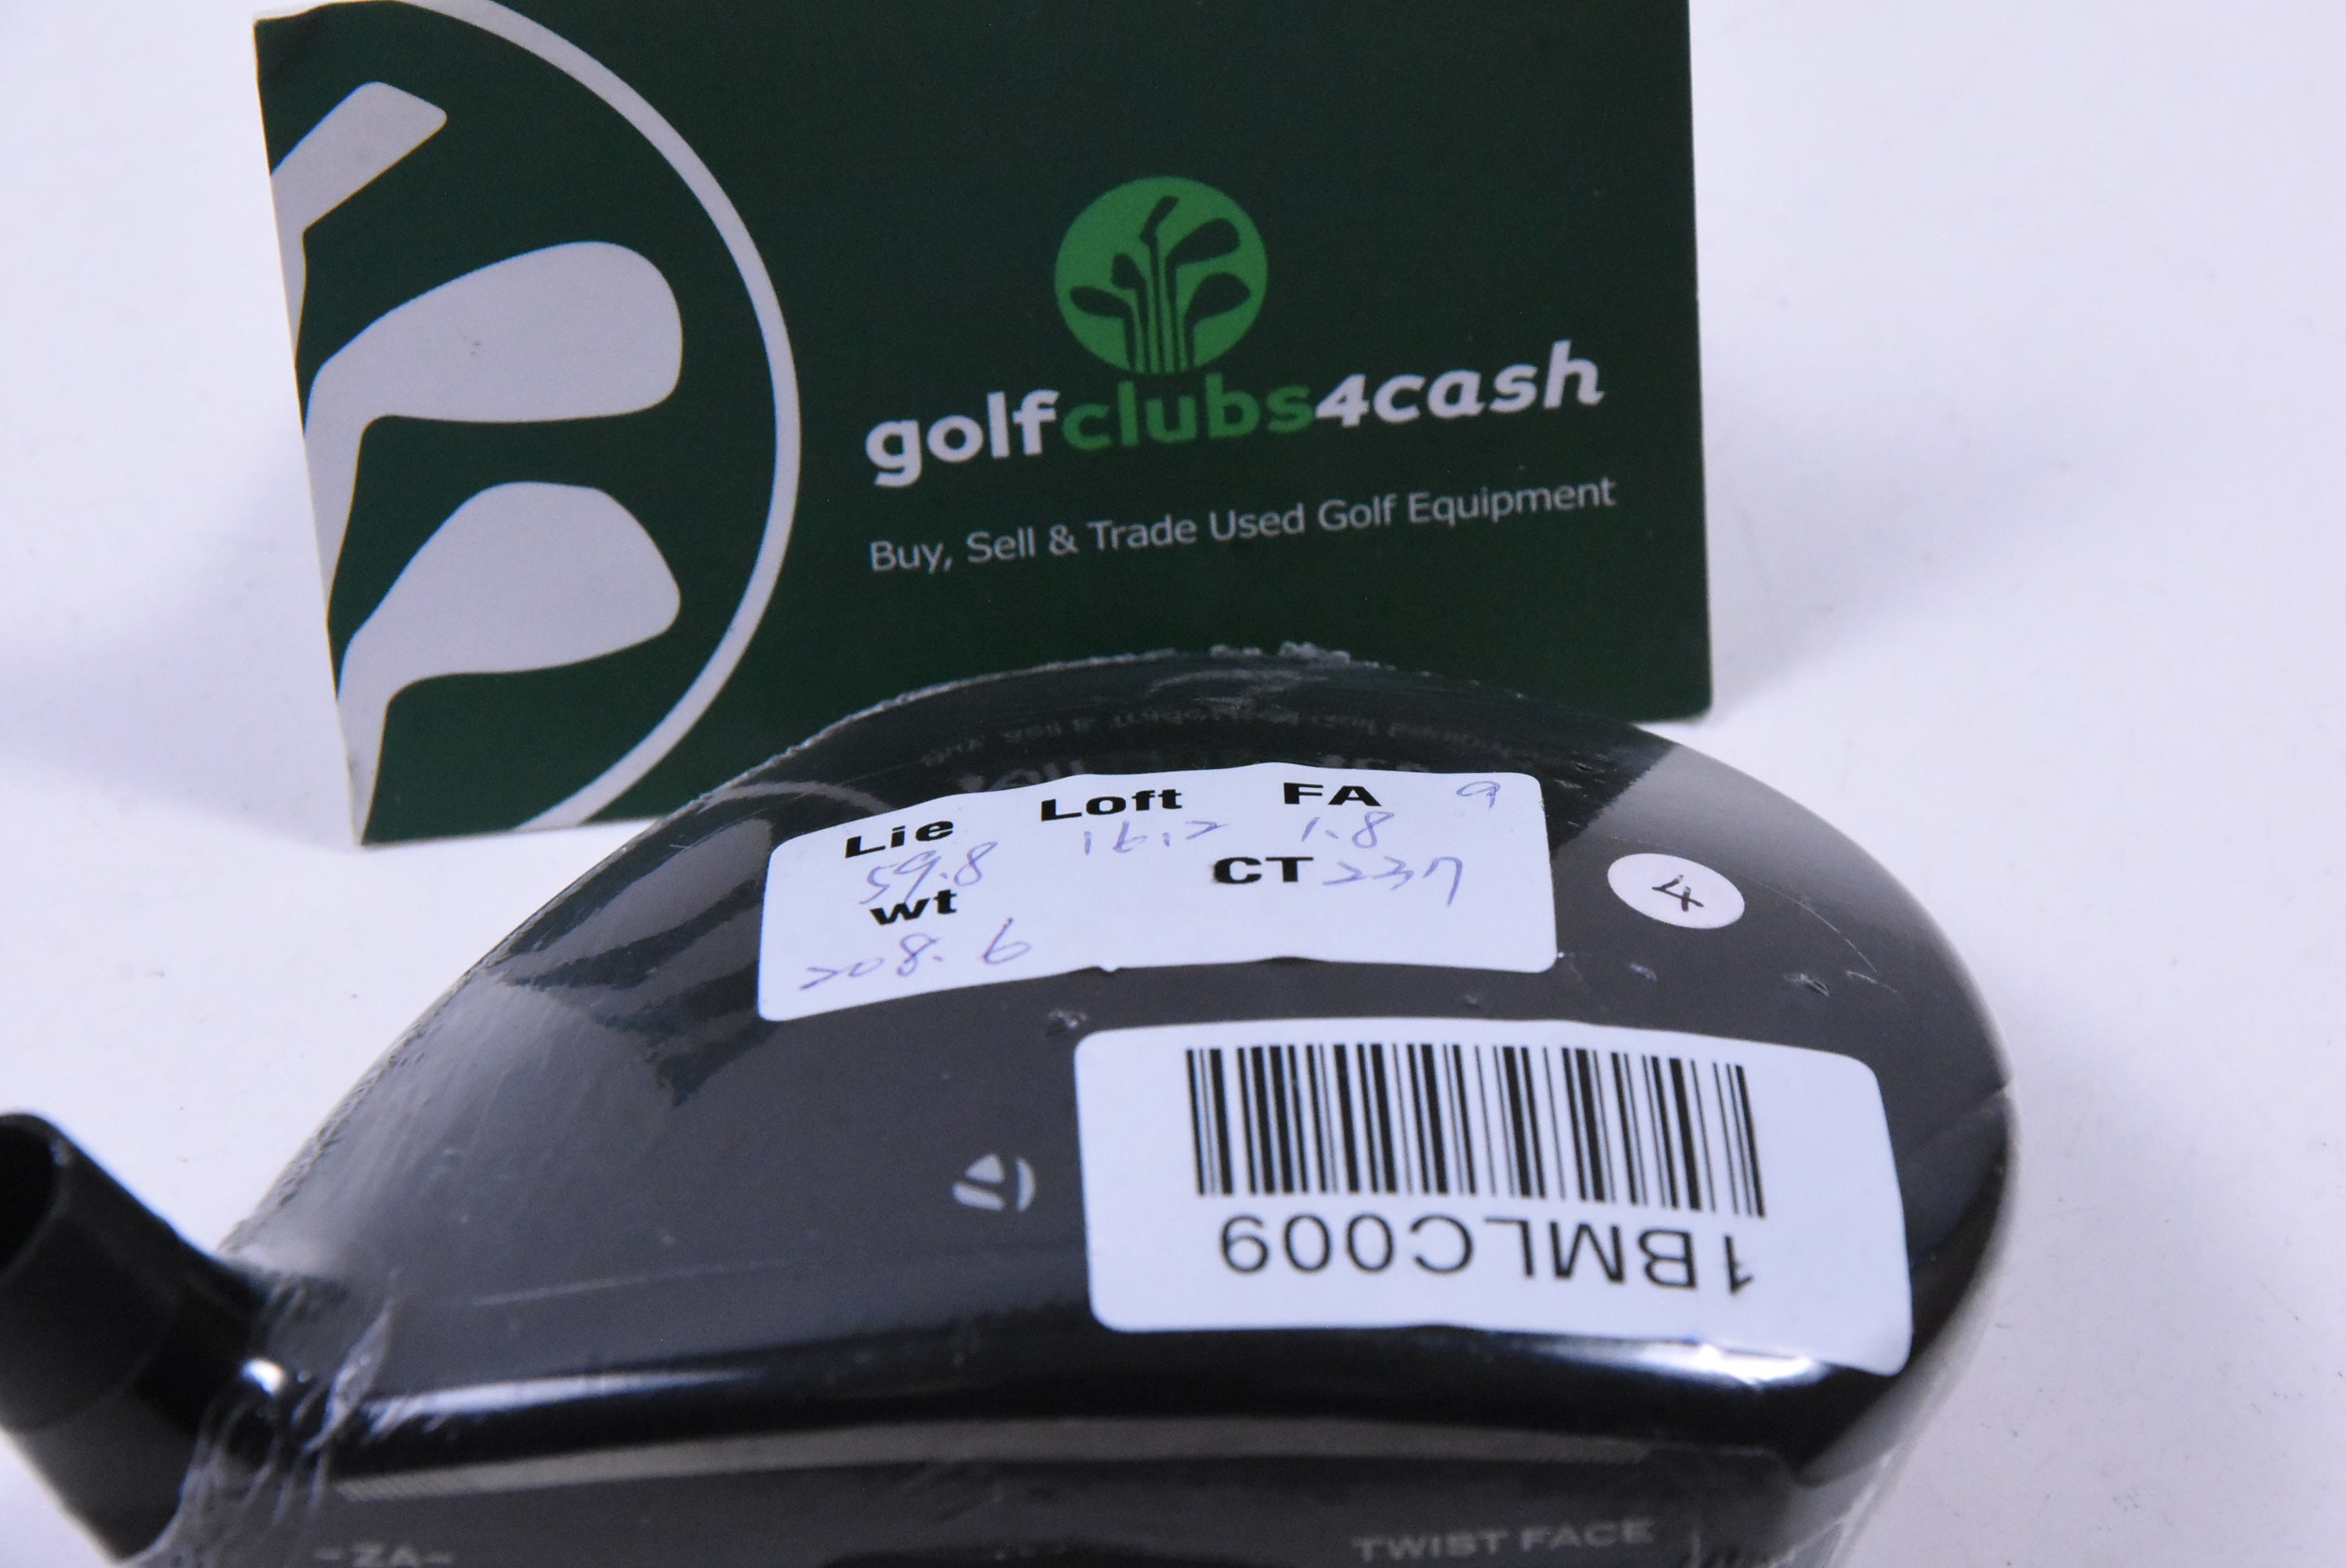 golfclubs4cash
Buy, Sell & Trade Used Golf Equipment
Lie Loft FA 9
59.8 16.2 1.8
wt CT 237
208.6
4
1BMLC009
TWIST FACE